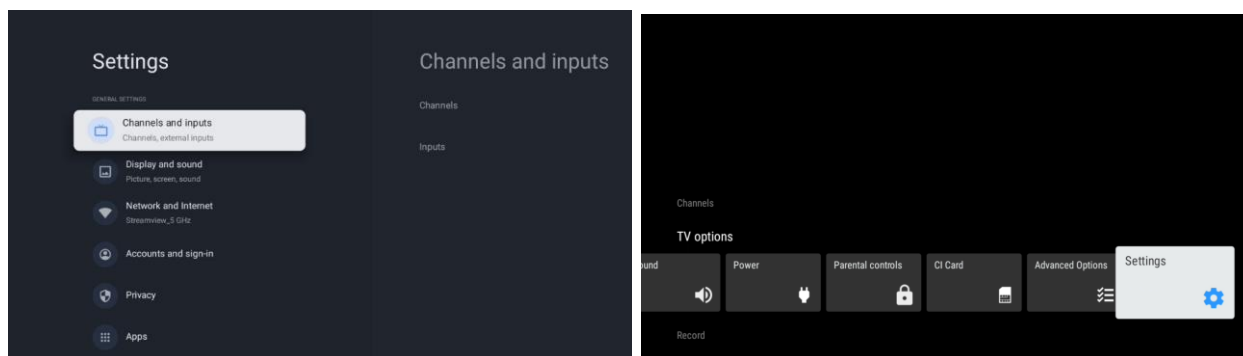 Settings
GENERAL SETTINGS
Channels and inputs
Channels, external inputs
Display and sound
Picture, screen, sound
Network and Internet
Streamview_5 GHz
Accounts and sign-in
Privacy
Apps
Channels and inputs
Channels
Inputs
Channels
TV options
ound
Power
Parental controls
CI Card
Advanced Options
Settings
Record